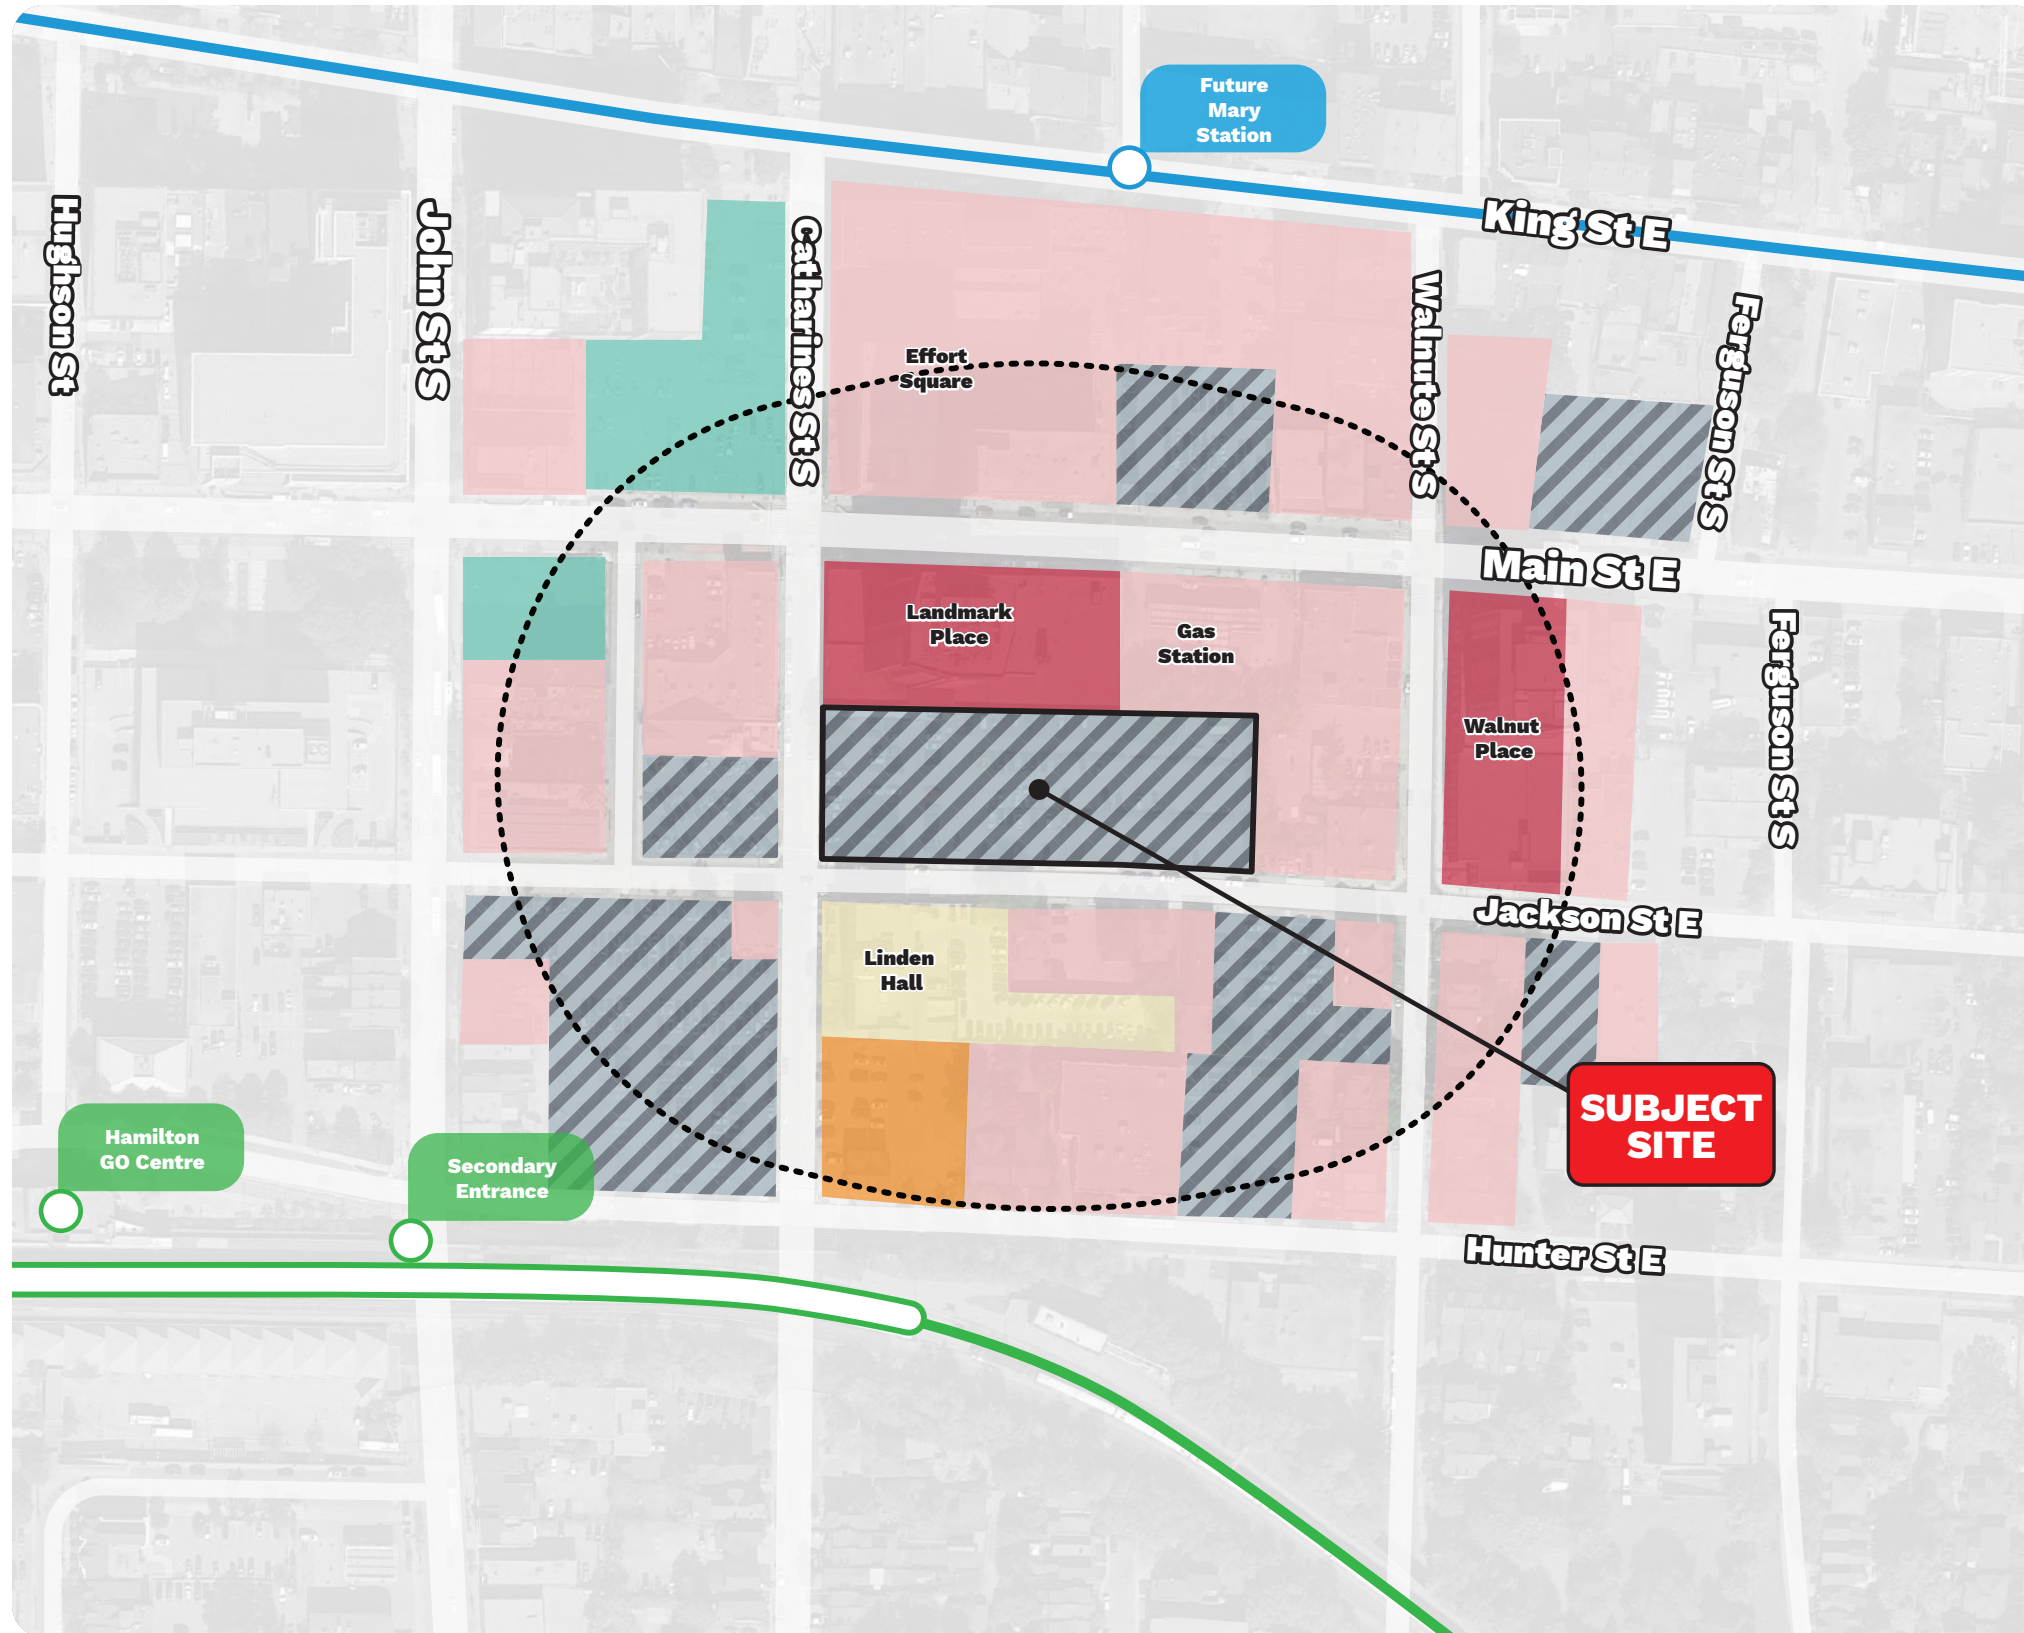 Future
Mary
Station
King St E
Hughson St
John St S
Catharines St S
Walnute St S
Ferguson St S
Effort
Square
Main St E
Landmark
Place
Gas
Station
Walnut
Place
Ferguson St S
Jackson St E
Linden
Hall
SUBJECT
SITE
Hamilton
GO Centre
Secondary
Entrance
Hunter St E